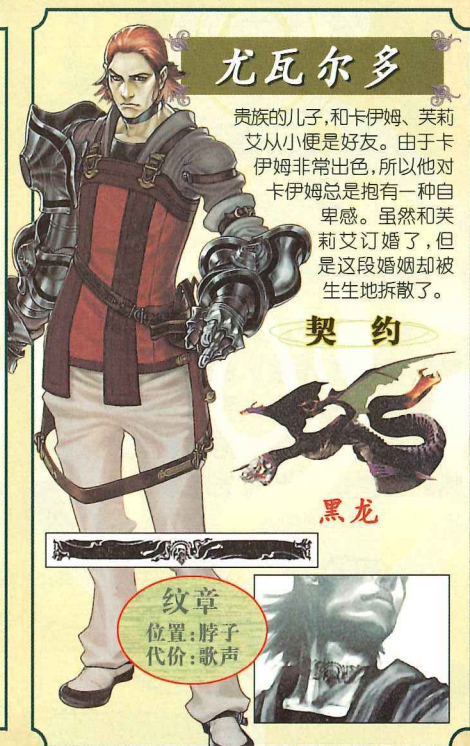 尤瓦尔多
贵族的儿子,和卡伊姆、芙莉
艾从小便是好友。由于卡
伊姆非常出色,所以他对
卡伊姆总是抱有一种自
卑感。虽然和芙
莉艾订婚了,但
是这段婚姻却被
生生地拆散了。
契 约
黑龙
纹章
位置:脖子
代价:歌声